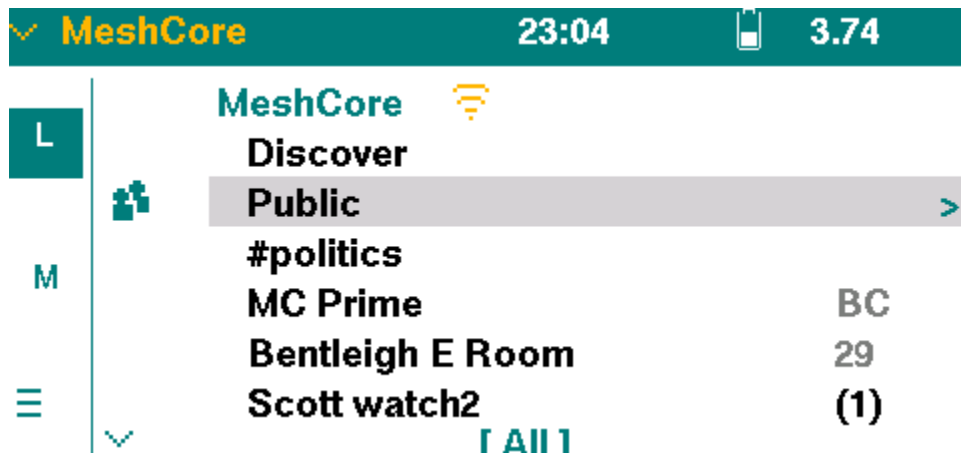 MeshCore 23:04 3.74
L
MeshCore
Discover
Public >
#politics
M
MC Prime BC
Bentleigh E Room 29
Scott watch2 (1)
[ All ]